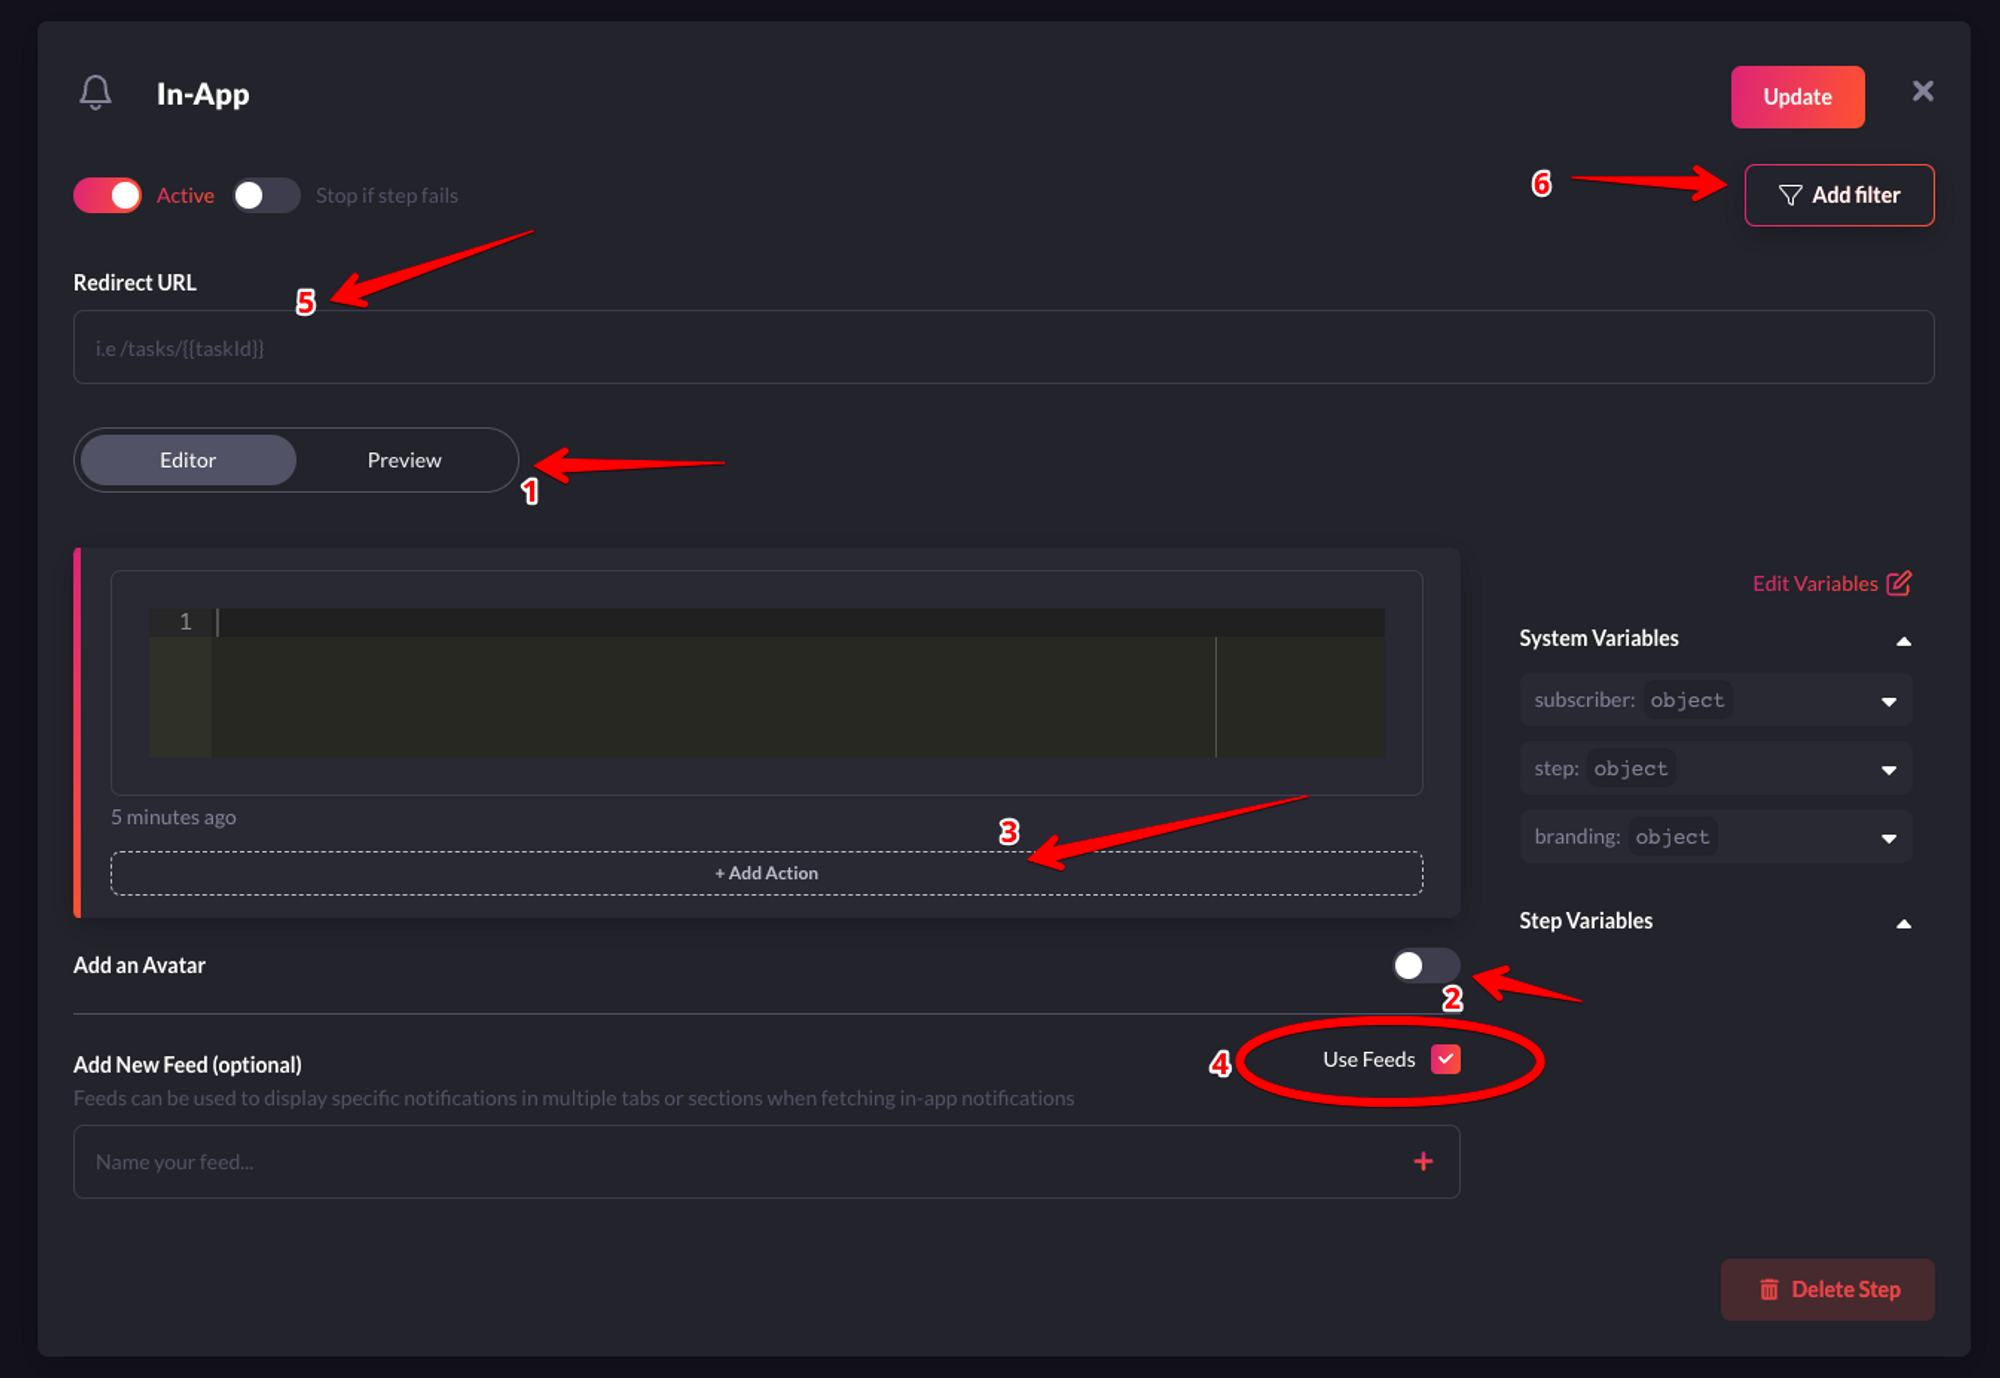 In-App
Update
Active
Stop if step fails
6
Add filter
Redirect URL
5
i.e /tasks/{{taskId}}
Editor
Preview
1
1
Edit Variables
System Variables
subscriber: object
step: object
branding: object
5 minutes ago
3
+ Add Action
Step Variables
Add an Avatar
2
Add New Feed (optional)
4
Use Feeds
Feeds can be used to display specific notifications in multiple tabs or sections when fetching in-app notifications
Name your feed...
+
Delete Step